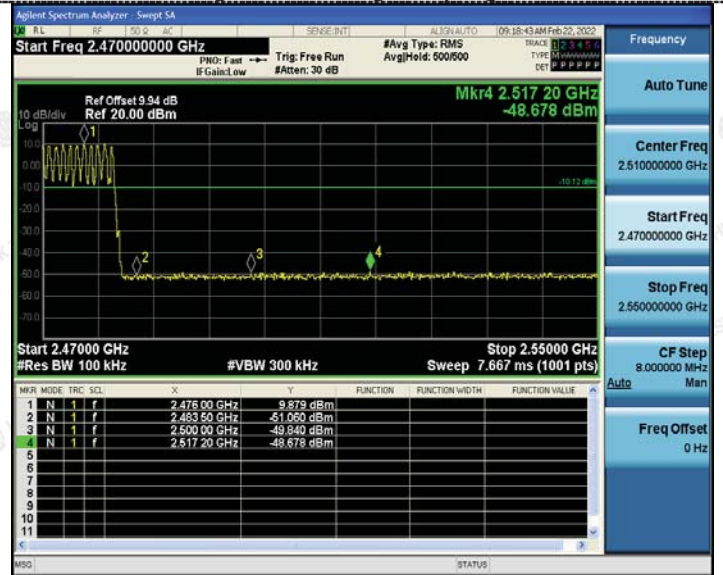 Agilent Spectrum Analyzer - Swept SA
RL RF 50 Ω AC SENSE:INT ALIGNAUTO 09:18:43 AM Feb 22, 2022
Start Freq 2.470000000 GHz
PNO: Fast
IFGain:Low
Trig: Free Run
#Atten: 30 dB
#Avg Type: RMS
Avg|Hold: 500/500
TRACE 1 2 3 4 5 6
TYPE M
DET P P P P P P
Ref Offset 9.94 dB
Ref 20.00 dBm
Mkr4 2.517 20 GHz
-48.678 dBm
10 dB/div
Log
10.0
0.00
-10.0
-20.0
-30.0
-40.0
-50.0
-60.0
-70.0
1
2
3
4
-10.12 dBm
Start 2.47000 GHz
Stop 2.55000 GHz
#Res BW 100 kHz #VBW 300 kHz Sweep 7.667 ms (1001 pts)
MKR MODE TRC SCL X Y FUNCTION FUNCTION WIDTH FUNCTION VALUE
1 N 1 f 2.476 00 GHz 9.879 dBm
2 N 1 f 2.483 50 GHz -51.060 dBm
3 N 1 f 2.500 00 GHz -49.840 dBm
4 N 1 f 2.517 20 GHz -48.678 dBm
5
6
7
8
9
10
11
MSG STATUS
Frequency
Auto Tune
Center Freq
2.510000000 GHz
Start Freq
2.470000000 GHz
Stop Freq
2.550000000 GHz
CF Step
8.000000 MHz
Auto Man
Freq Offset
0 Hz